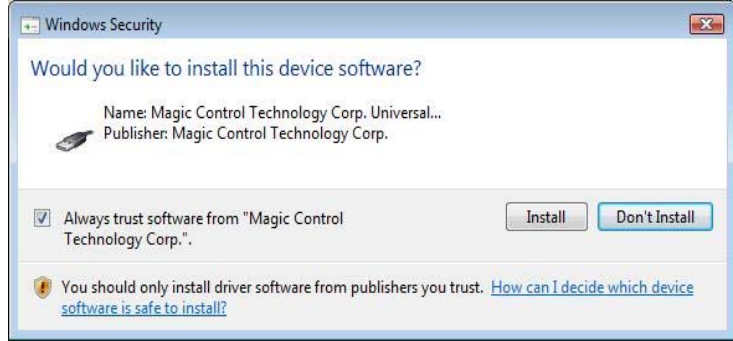 Windows Security
Would you like to install this device software?
Name: Magic Control Technology Corp. Universal...
Publisher: Magic Control Technology Corp.
Always trust software from "Magic Control
Technology Corp.".
Install
Don't Install
You should only install driver software from publishers you trust. How can I decide which device
software is safe to install?